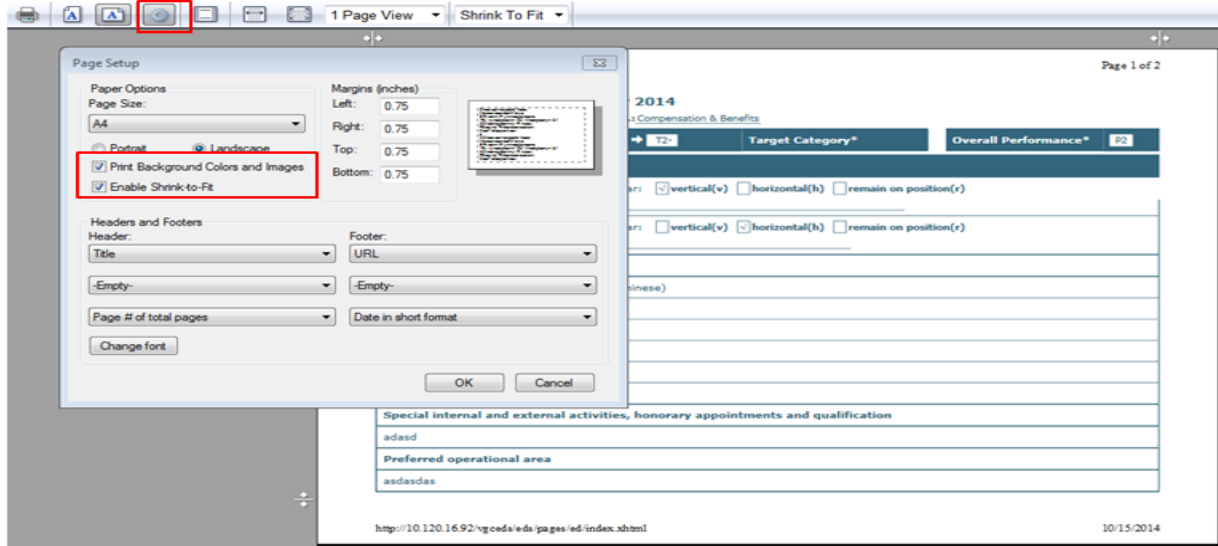 1 Page View
Shrink To Fit
Page Setup
Paper Options
Page Size:
A4
Portrait
Landscape
Print Background Colors and Images
Enable Shrink-to-Fit
Margins (inches)
Left: 0.75
Right: 0.75
Top: 0.75
Bottom: 0.75
Headers and Footers
Header:
Footer:
Title
URL
-Empty-
-Empty-
Page # of total pages
Date in short format
Change font
OK
Cancel
Page 1 of 2
2014
Compensation & Benefits
T2-
Target Category*
Overall Performance*
P2
vertical(v) horizontal(h) remain on position(r)
vertical(v) horizontal(h) remain on position(r)
Special internal and external activities, honorary appointments and qualification
adasd
Preferred operational area
asdasdas
http://10.120.16.92/vgceds/eds/pages/ed/index.xhtml
10/15/2014